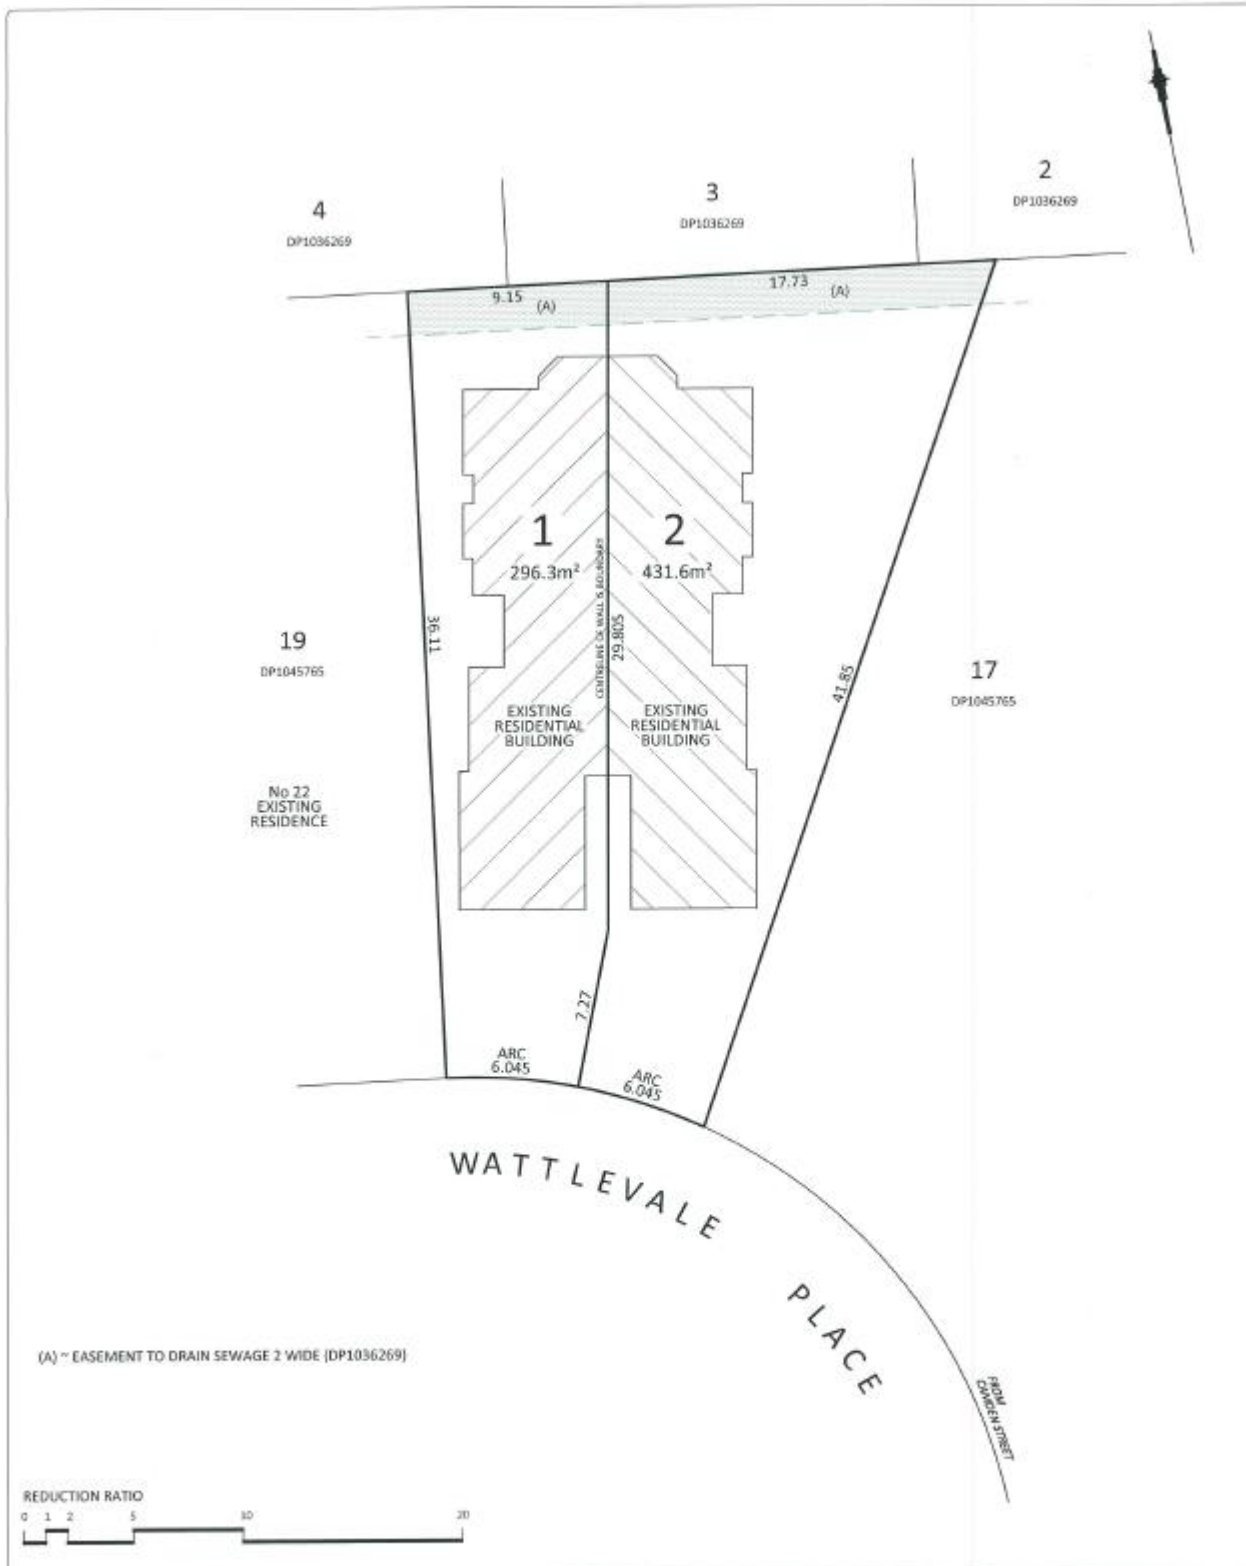 2
DP1036269
3
DP1036269
4
DP1036269
9.15
(A)
17.73
(A)
1
296.3m²
2
431.6m²
CENTRELINE OF WALL IS BOUNDARY
29.805
36.11
41.85
19
DP1045765
17
DP1045765
EXISTING
RESIDENTIAL
BUILDING
EXISTING
RESIDENTIAL
BUILDING
No 22
EXISTING
RESIDENCE
7.27
ARC
6.045
ARC
6.045
WATTLEVALE PLACE
FROM
CAMDEN STREET
(A) ~ EASEMENT TO DRAIN SEWAGE 2 WIDE (DP1036269)
REDUCTION RATIO
0 1 2 5 10 20